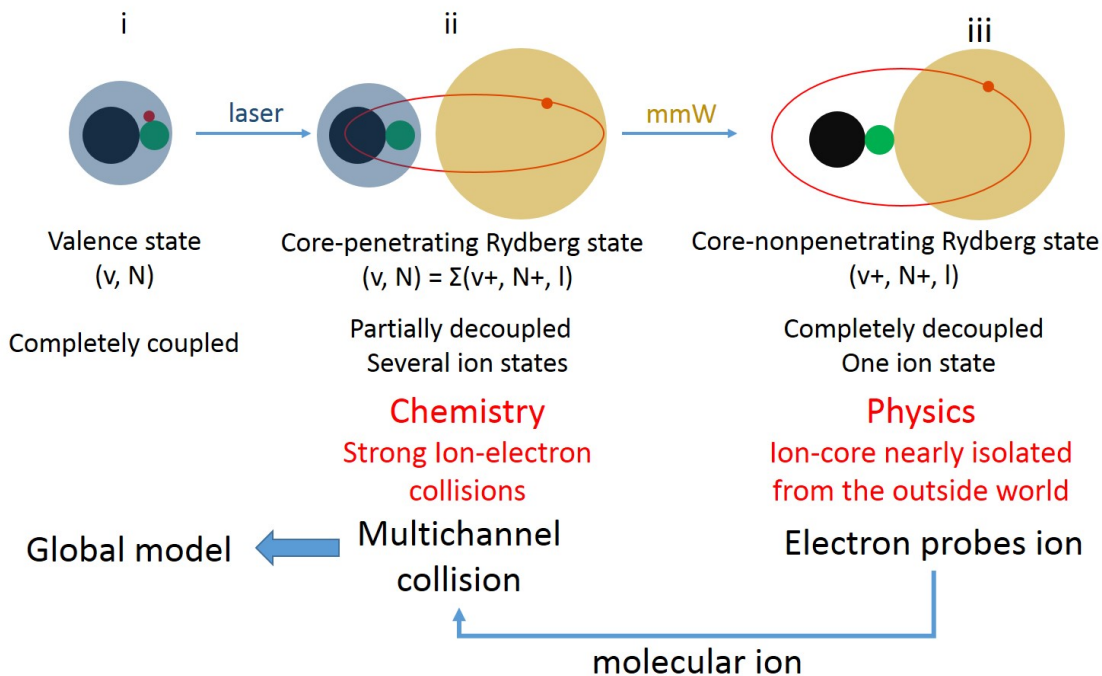 i
ii
iii
laser
mmW
Valence state
(v, N)
Core-penetrating Rydberg state
(v, N) = Σ(v+, N+, l)
Core-nonpenetrating Rydberg state
(v+, N+, l)
Completely coupled
Partially decoupled
Several ion states
Completely decoupled
One ion state
Chemistry
Strong Ion-electron
collisions
Physics
Ion-core nearly isolated
from the outside world
Global model
Multichannel
collision
Electron probes ion
molecular ion